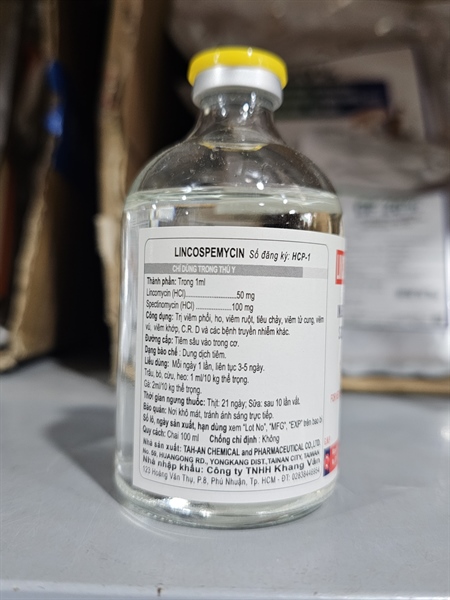 LINCOSPEMYCIN Số đăng ký: HCP-1
CHỈ DÙNG TRONG THÚ Y
Thành phần: Trong 1ml
Lincomycin (HCl)......................50 mg
Spectinomycin (HCl)..................100 mg
Công dụng: Trị viêm phổi, ho, viêm ruột, tiêu chảy, viêm tử cung, viêm
vú, viêm khớp, C.R. D và các bệnh truyền nhiễm khác.
Đường cấp: Tiêm sâu vào trong cơ.
Dạng bào chế : Dung dịch tiêm.
Liều dùng: Mỗi ngày 1 lần, liên tục 3-5 ngày.
Trâu, bò, cừu, heo: 1 ml/10 kg thể trọng.
Gà: 2ml/10 kg thể trọng.
Thời gian ngưng thuốc: Thịt: 21 ngày; Sữa: sau 10 lần vắt.
Bảo quản: Nơi khô mát, tránh ánh sáng trực tiếp.
Số lô, ngày sản xuất, hạn dùng xem "Lot No", "MFG", "EXP" trên bao bì
Quy cách: Chai 100 ml Chống chỉ định : Không
Nhà sản xuất: TAH-AN CHEMICAL and PHARMACEUTICAL CO.,LTD.
No. 59, HUANGONG RD., YONGKANG DIST., TAINAN CITY, TAIWAN
Nhà nhập khẩu: Công ty TNHH Khang Vân
123 Hoàng Văn Thụ, P.8, Phú Nhuận, Tp. HCM - ĐT: 02838446664